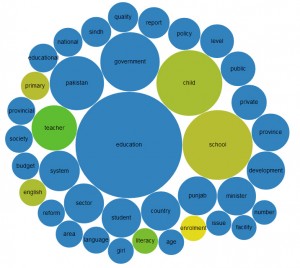 quality
report
sindh
policy
national
government
level
educational
pakistan
child
public
primary
private
provincial
teacher
education
school
province
society
budget
system
development
english
sector
student
country
punjab
minister
reform
number
area
language
girl
literacy
age
enrolment
issue
facility